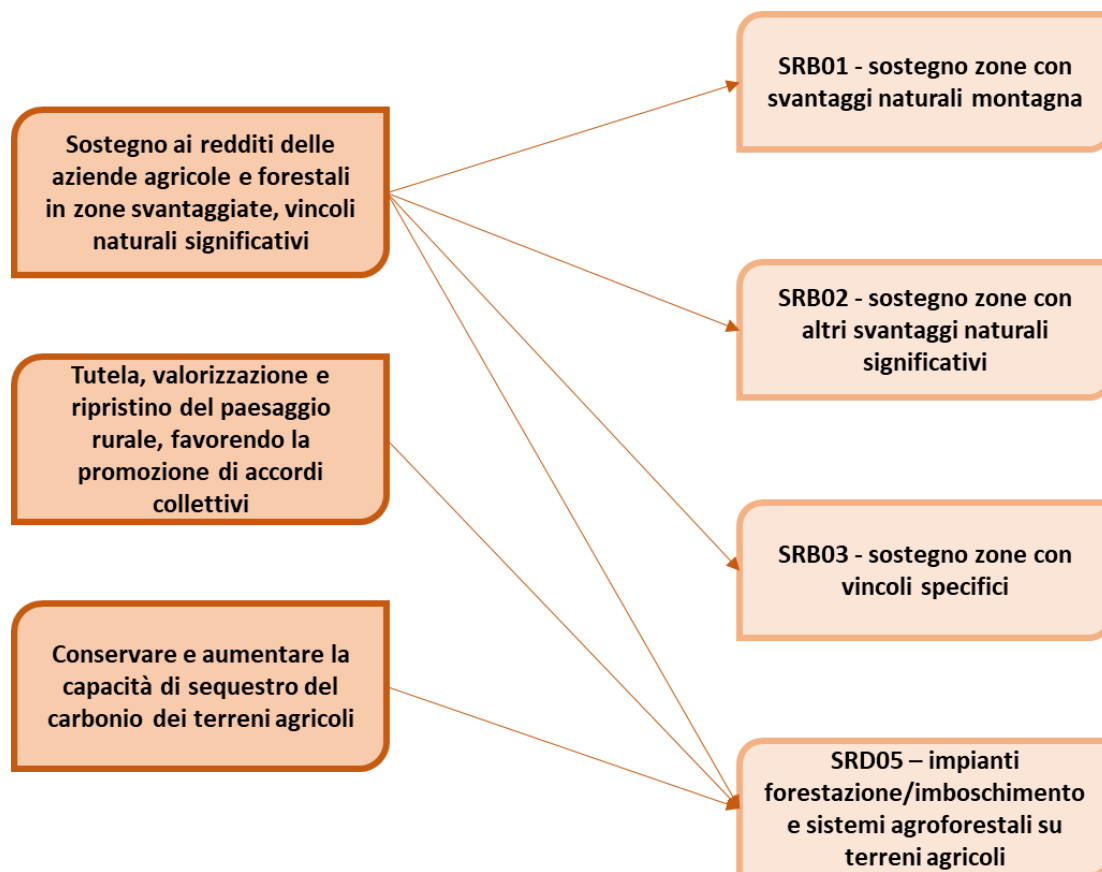 Sostegno ai redditi delle
aziende agricole e forestali
in zone svantaggiate, vincoli
naturali significativi
Tutela, valorizzazione e
ripristino del paesaggio
rurale, favorendo la
promozione di accordi
collettivi
Conservare e aumentare la
capacità di sequestro del
carbonio dei terreni agricoli
SRB01 - sostegno zone con
svantaggi naturali montagna
SRB02 - sostegno zone con
altri svantaggi naturali
significativi
SRB03 - sostegno zone con
vincoli specifici
SRD05 – impianti
forestazione/imboschimento
e sistemi agroforestali su
terreni agricoli